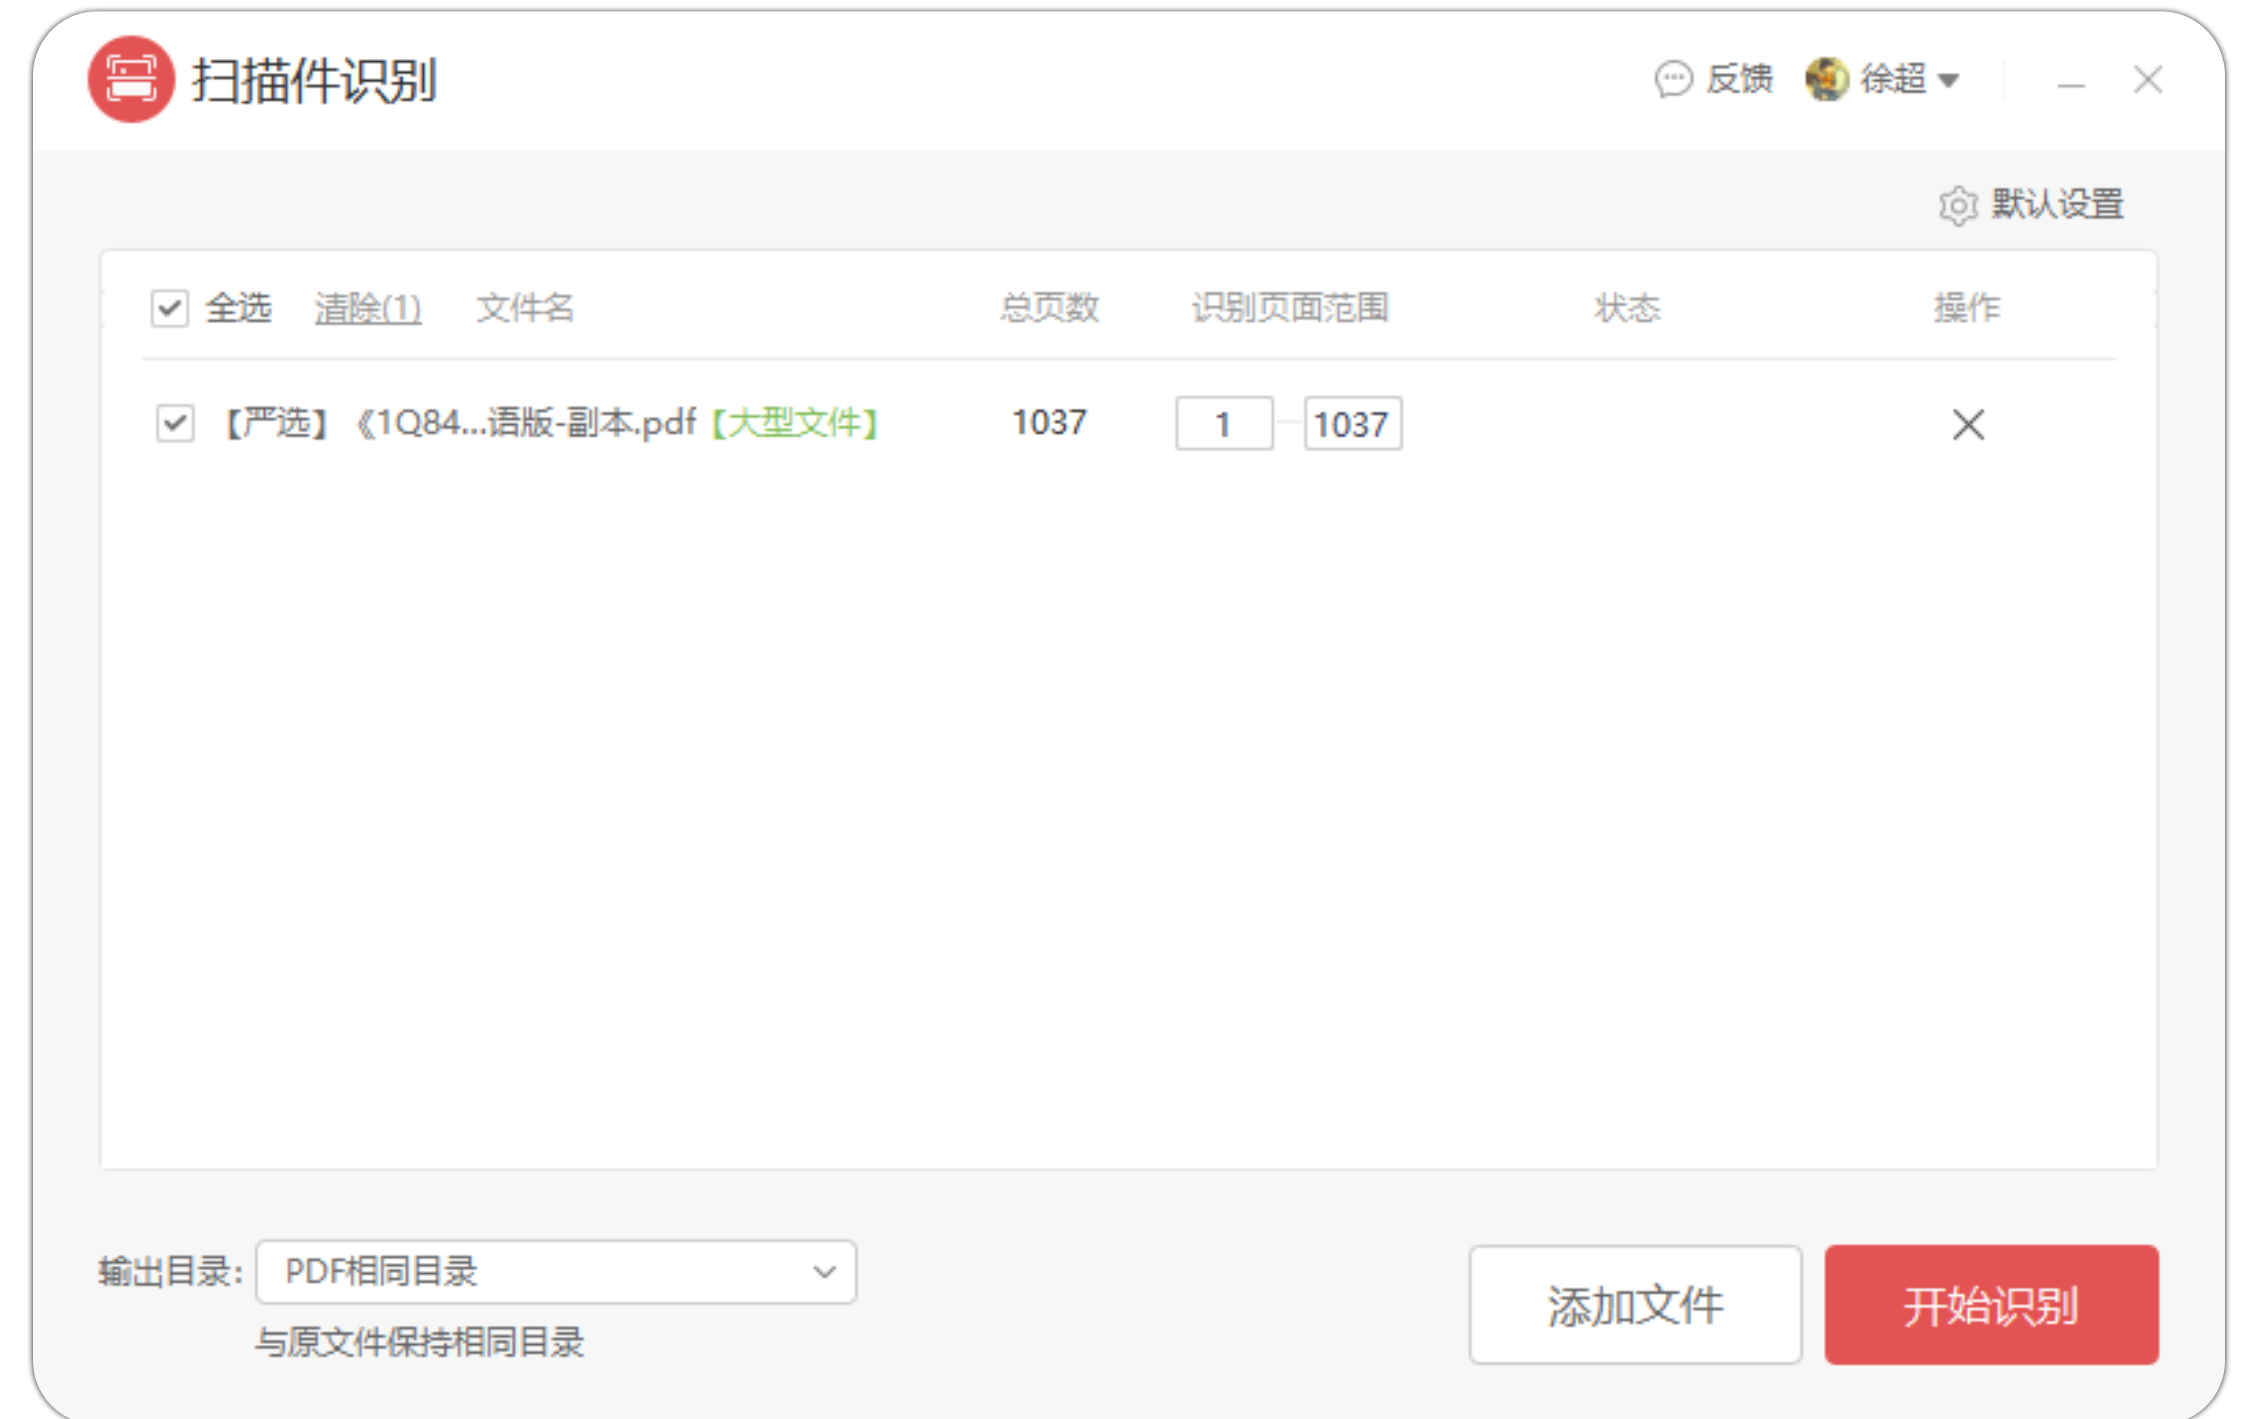 扫描件识别 反馈 徐超
默认设置
全选 清除(1) 文件名 总页数 识别页面范围 状态 操作
【严选】《1Q84...语版-副本.pdf【大型文件】 1037 1 — 1037
输出目录: PDF相同目录
与原文件保持相同目录
添加文件 开始识别